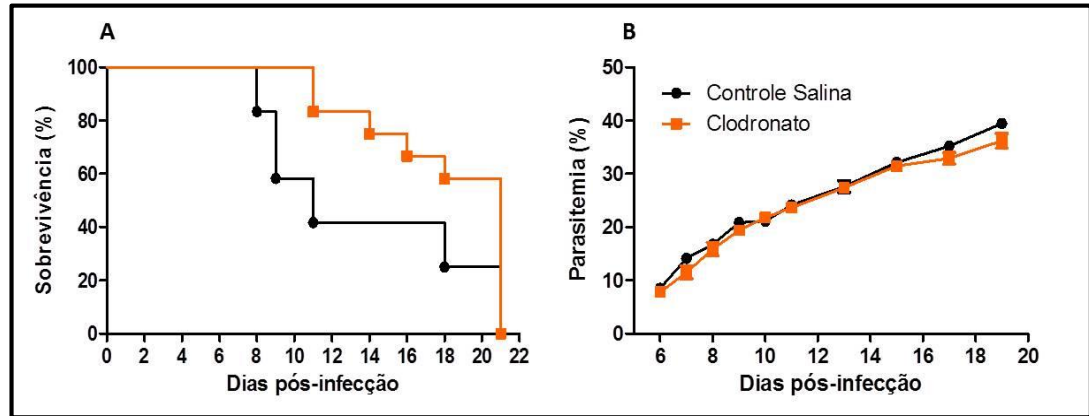 A
Sobrevivência (%)
100
80
60
40
20
0
0 2 4 6 8 10 12 14 16 18 20 22
Dias pós-infecção
B
Parasitemia (%)
50
40
30
20
10
0
Controle Salina
Clodronato
6 8 10 12 14 16 18 20
Dias pós-infecção